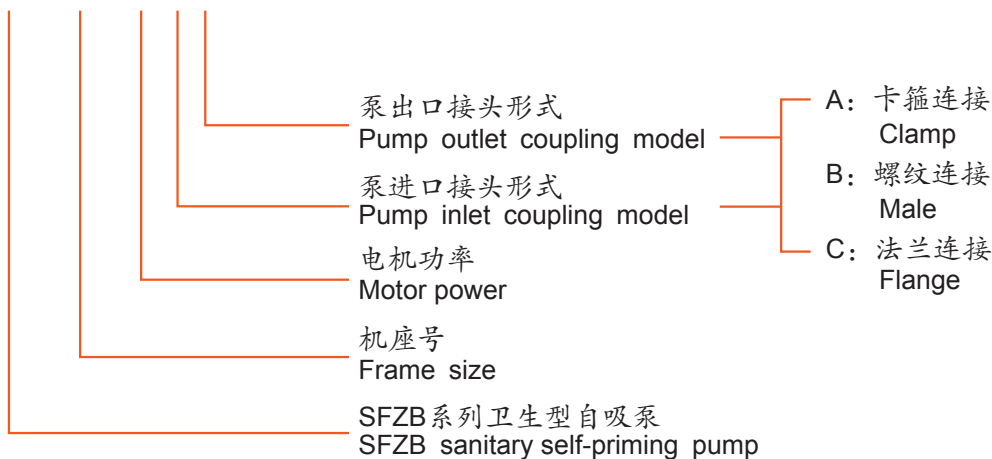 泵出口接头形式
Pump outlet coupling model
泵进口接头形式
Pump inlet coupling model
电机功率
Motor power
机座号
Frame size
SFZB系列卫生型自吸泵
SFZB sanitary self-priming pump
A：卡箍连接
Clamp
B：螺纹连接
Male
C：法兰连接
Flange